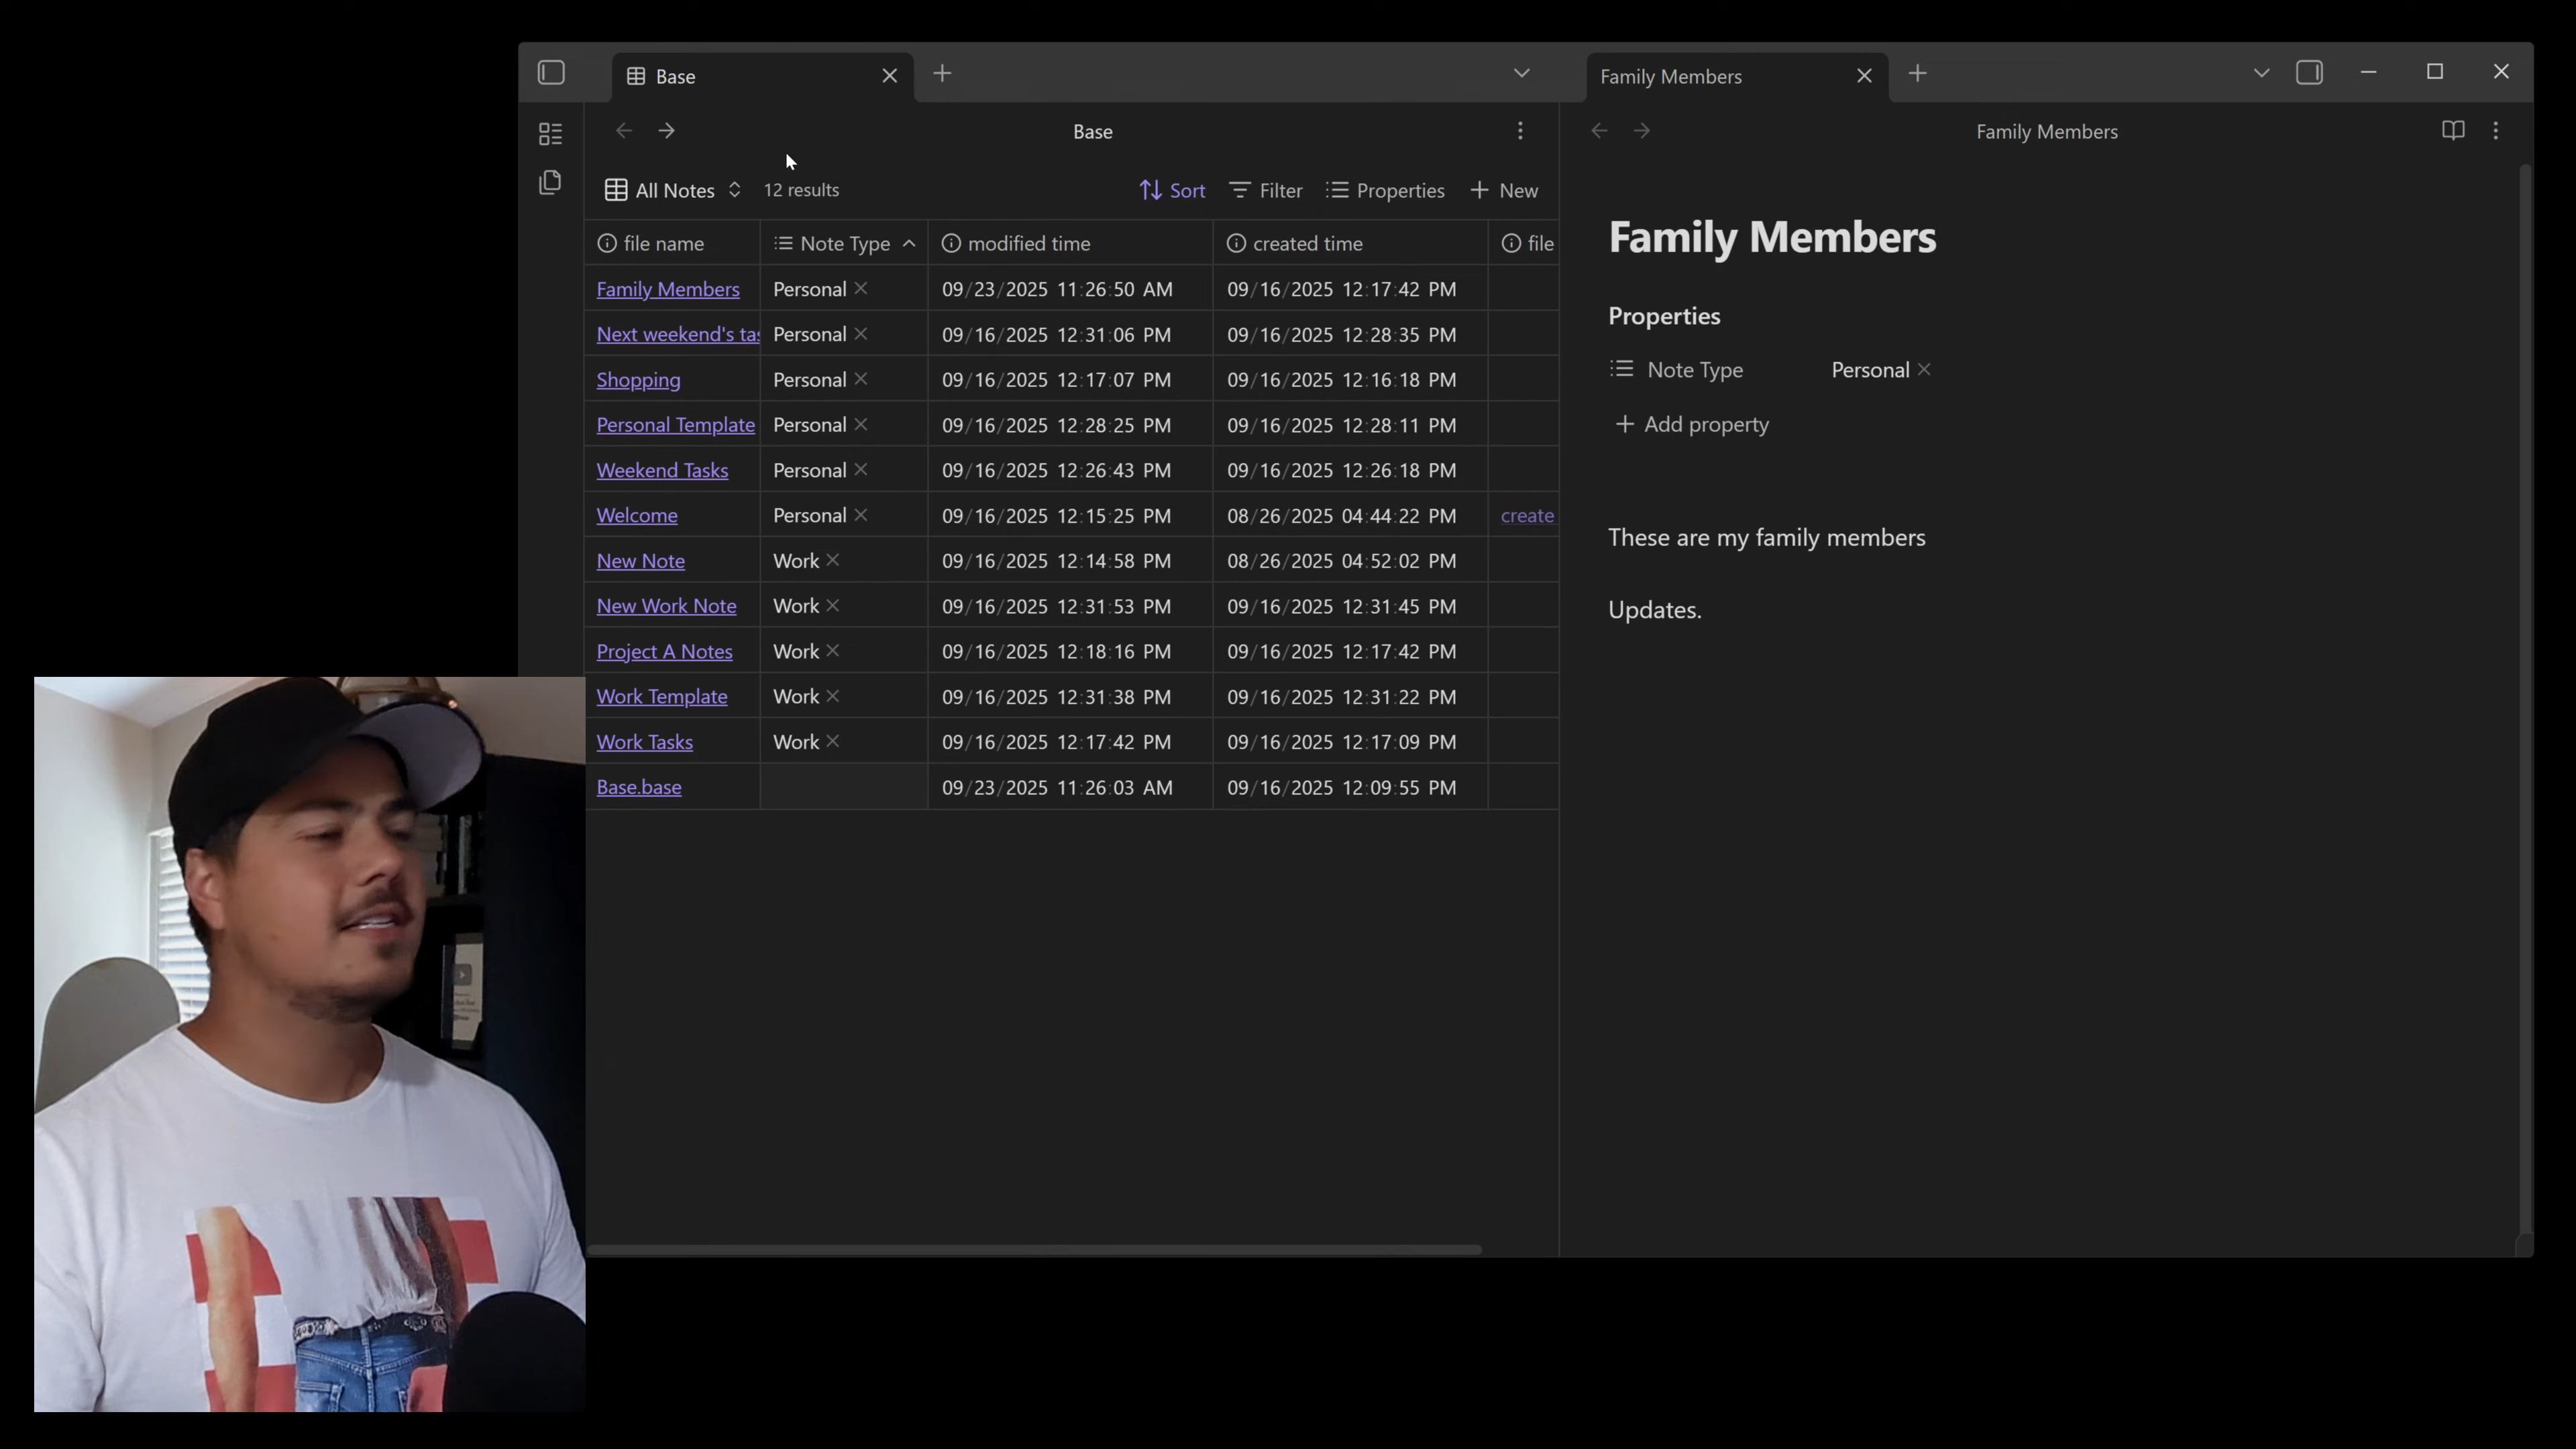 Base
Family Members
Base
Family Members
All Notes 12 results Sort Filter Properties New
file name Note Type modified time created time file
Family Members Personal 09/23/2025 11:26:50 AM 09/16/2025 12:17:42 PM
Next weekend's tas Personal 09/16/2025 12:31:06 PM 09/16/2025 12:28:35 PM
Shopping Personal 09/16/2025 12:17:07 PM 09/16/2025 12:16:18 PM
Personal Template Personal 09/16/2025 12:28:25 PM 09/16/2025 12:28:11 PM
Weekend Tasks Personal 09/16/2025 12:26:43 PM 09/16/2025 12:26:18 PM
Welcome Personal 09/16/2025 12:15:25 PM 08/26/2025 04:44:22 PM create
New Note Work 09/16/2025 12:14:58 PM 08/26/2025 04:52:02 PM
New Work Note Work 09/16/2025 12:31:53 PM 09/16/2025 12:31:45 PM
Project A Notes Work 09/16/2025 12:18:16 PM 09/16/2025 12:17:42 PM
Work Template Work 09/16/2025 12:31:38 PM 09/16/2025 12:31:22 PM
Work Tasks Work 09/16/2025 12:17:42 PM 09/16/2025 12:17:09 PM
Base.base 09/23/2025 11:26:03 AM 09/16/2025 12:09:55 PM
Family Members
Properties
Note Type Personal
Add property
These are my family members
Updates.